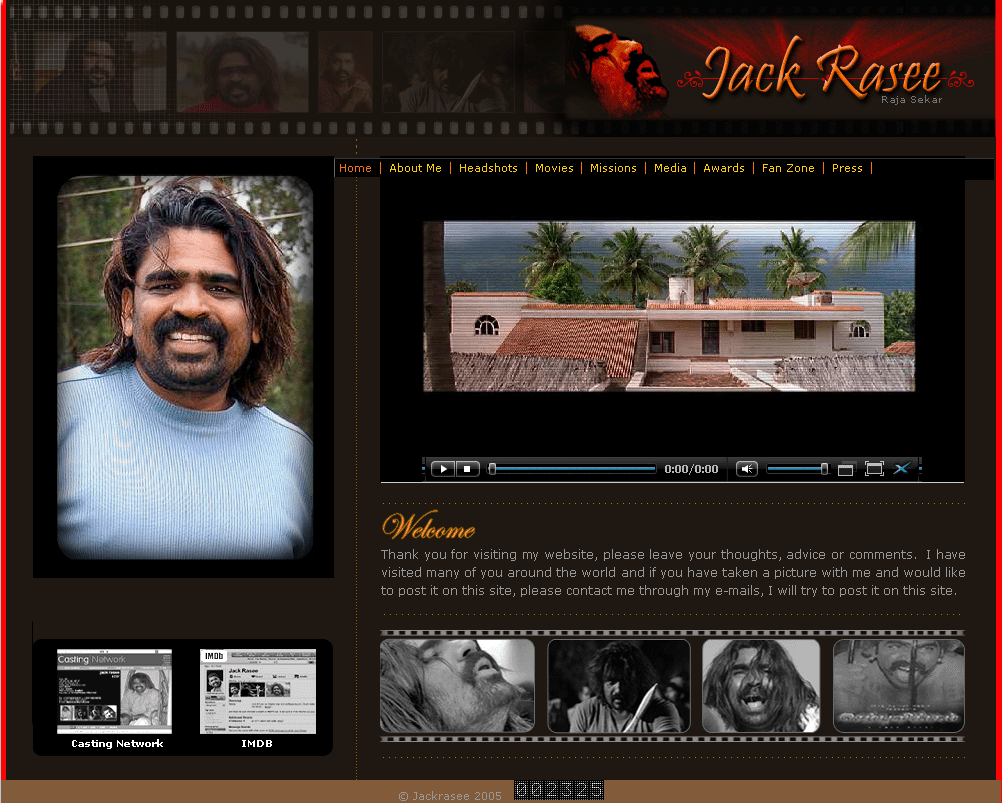 Jack Rasee
Raja Sekar
Home | About Me | Headshots | Movies | Missions | Media | Awards | Fan Zone | Press |
0:00/0:00
Welcome
Thank you for visiting my website, please leave your thoughts, advice or comments. I have
visited many of you around the world and if you have taken a picture with me and would like
to post it on this site, please contact me through my e-mails, I will try to post it on this site.
Casting Network
IMDb
Jack Rasee
Casting Network
IMDB
© Jackrasee 2005
002325